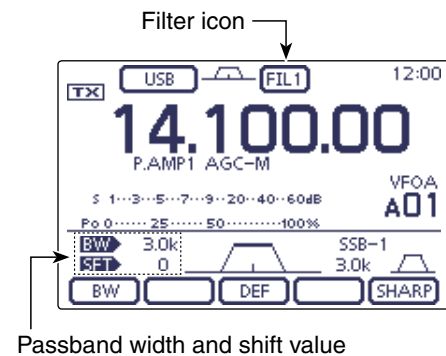 Filter icon
USB FIL1 12:00
TX
14.100.00
P.AMP1 AGC-M
VFOA
S 1···3···5···7···9··20··40··60dB
A01
Po 0······ 25······ 50·········100%
BW 3.0k SSB-1
SFT 0 3.0k
BW DEF SHARP
Passband width and shift value